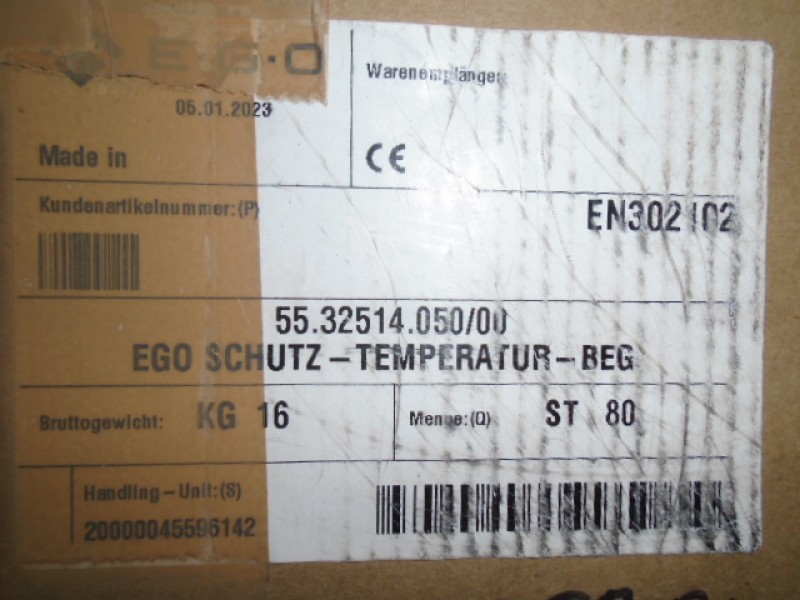 E·G·O
Warenempfänger
05.01.2023
Made in
CE
Kundenartikelnummer:(P)
EN302102
55.32514.050/00
EGO SCHUTZ-TEMPERATUR-BEG
Bruttogewicht: KG 16
Menge:(Q) ST 80
Handling-Unit:(S)
20000045596142